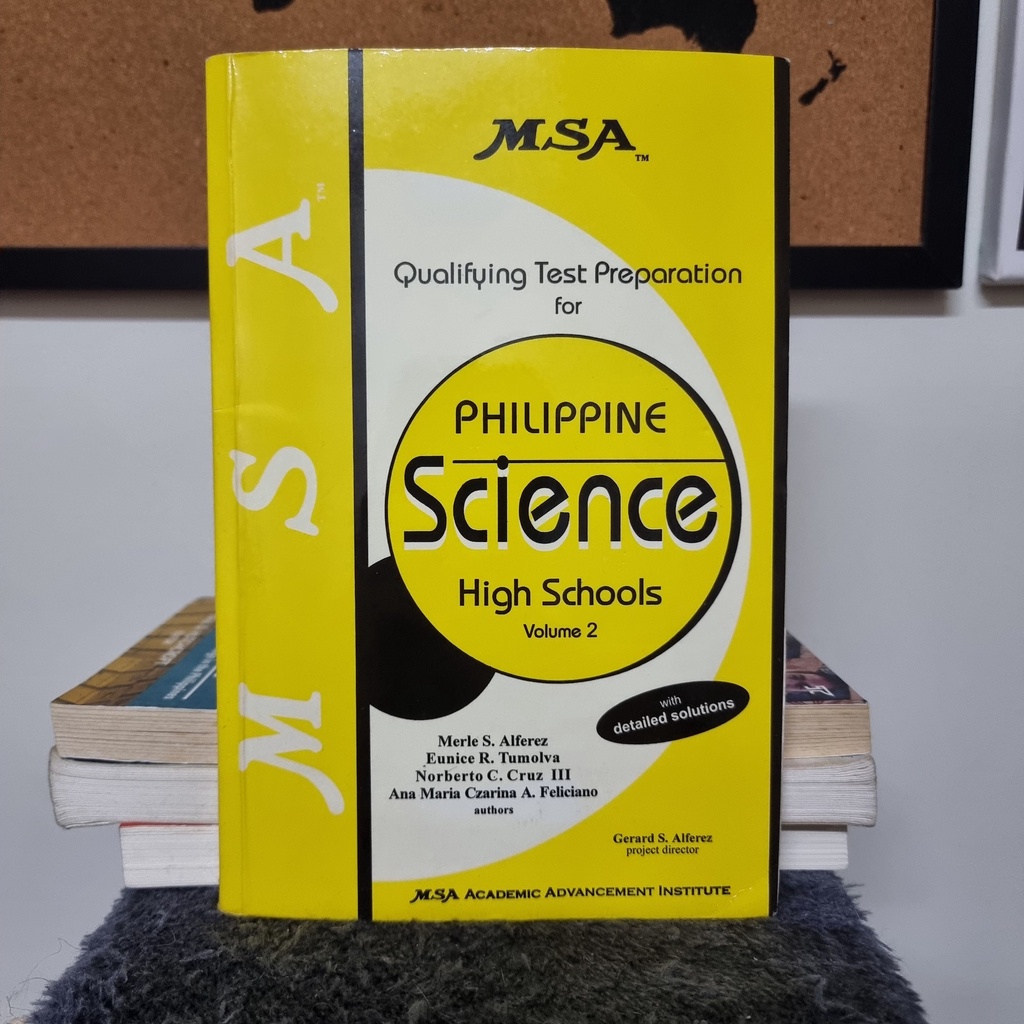 MSA™
MSA™
Qualifying Test Preparation
for
PHILIPPINE
Science
High Schools
Volume 2
with
detailed solutions
Merle S. Alferez
Eunice R. Tumolva
Norberto C. Cruz III
Ana Maria Czarina A. Feliciano
authors
Gerard S. Alferez
project director
MSA ACADEMIC ADVANCEMENT INSTITUTE